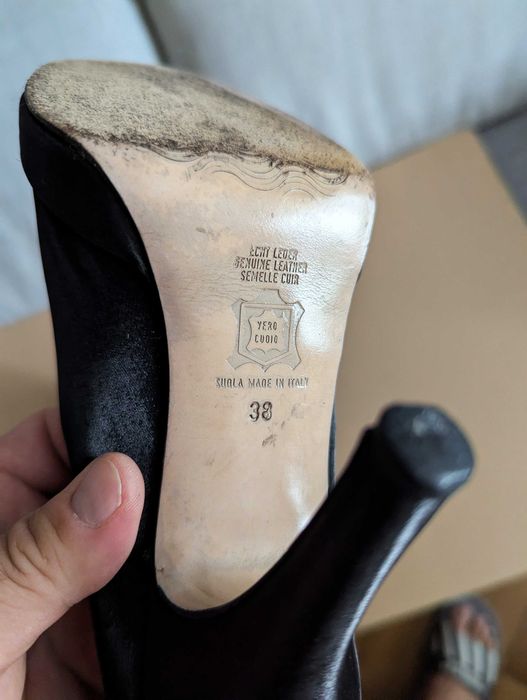 ECHT LEDER
GENUINE LEATHER
SEMELLE CUIR
VERO
CUOIO
SUOLA MADE IN ITALY
38